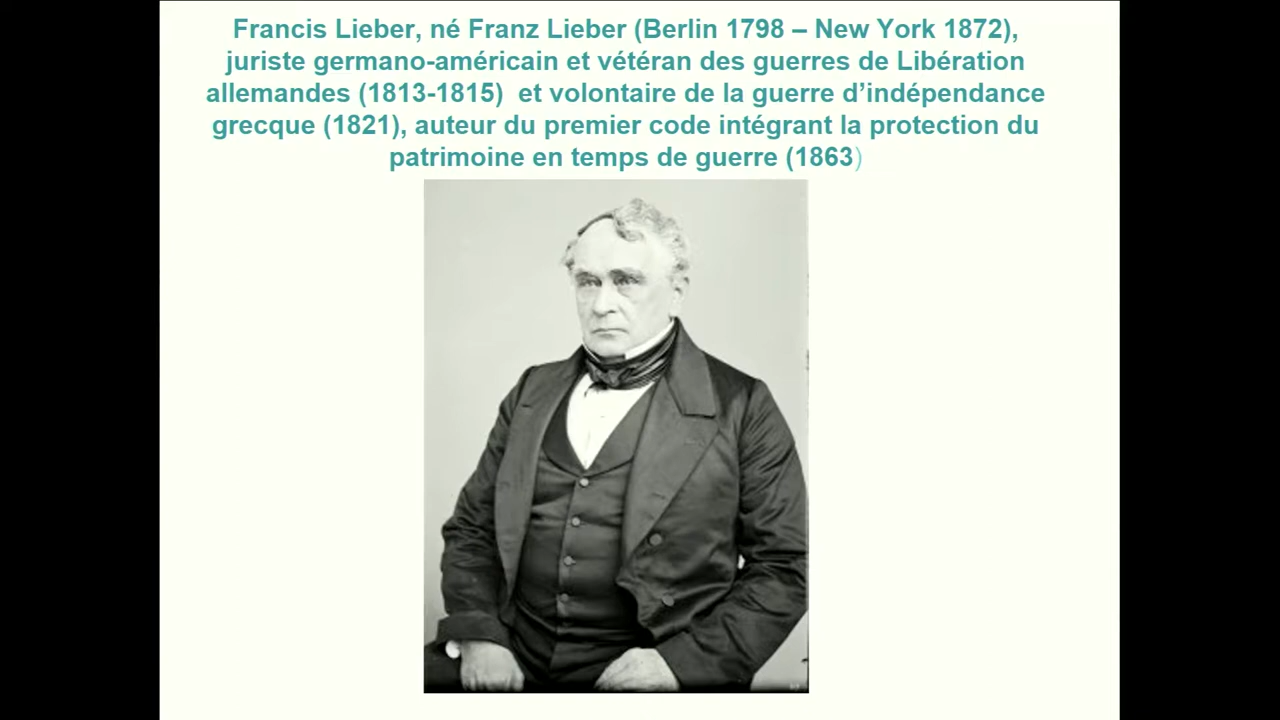 Francis Lieber, né Franz Lieber (Berlin 1798 – New York 1872),
juriste germano-américain et vétéran des guerres de Libération
allemandes (1813-1815)  et volontaire de la guerre d’indépendance
grecque (1821), auteur du premier code intégrant la protection du
patrimoine en temps de guerre (1863)